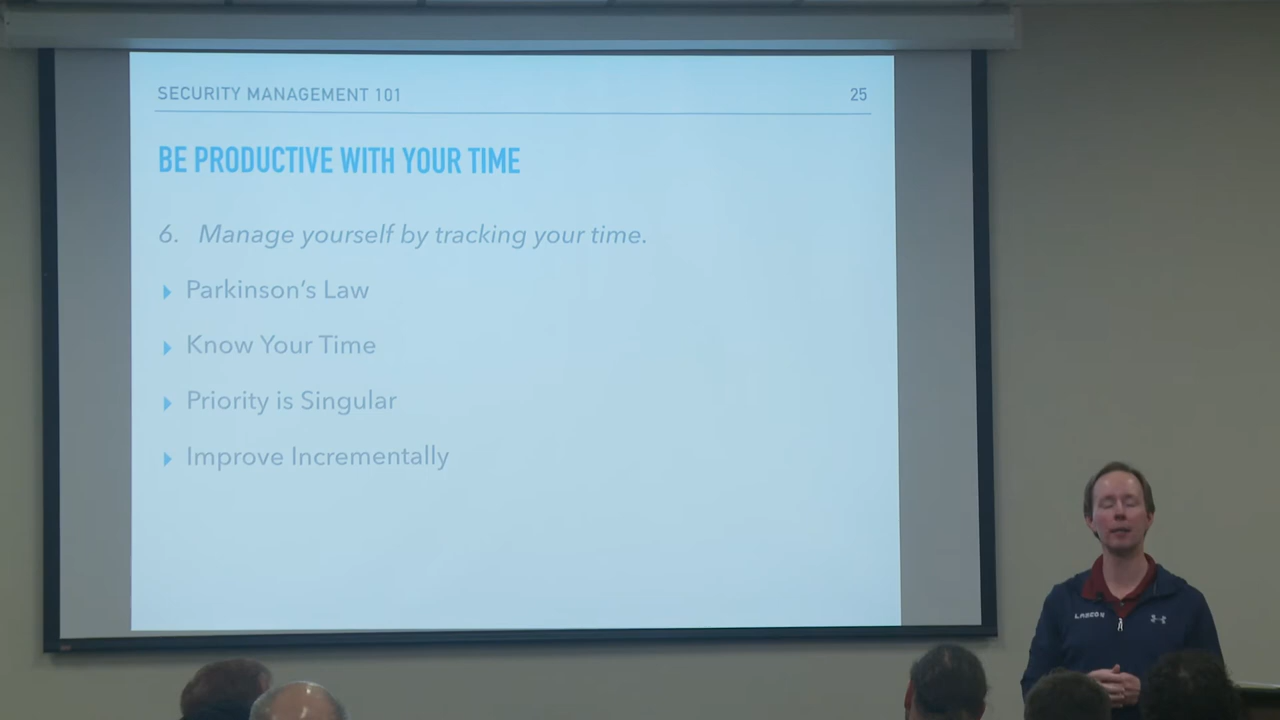 SECURITY MANAGEMENT 101
25
BE PRODUCTIVE WITH YOUR TIME
6. Manage yourself by tracking your time.
Parkinson's Law
Know Your Time
Priority is Singular
Improve Incrementally
LASCON